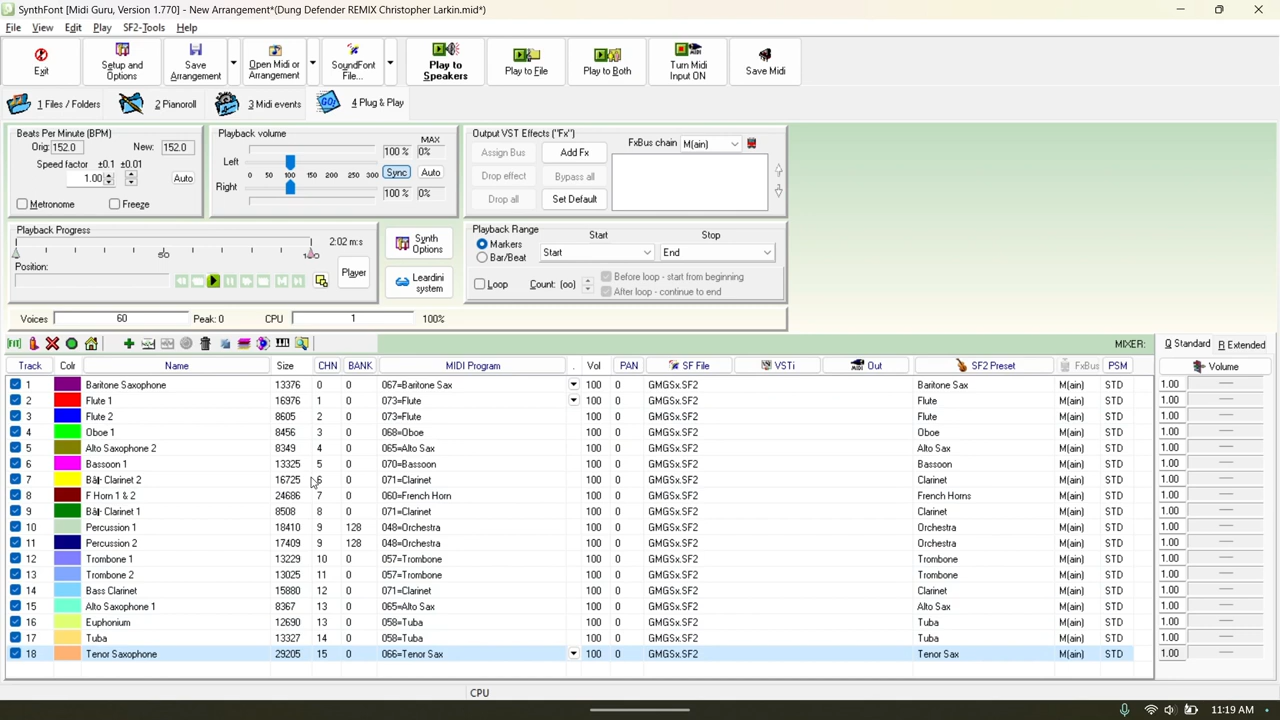 SynthFont [Midi Guru, Version 1.770] - New Arrangement*(Dung Defender REMIX Christopher Larkin.mid*)
File View Edit Play SF2-Tools Help
Exit
Setup and Options
Save Arrangement
Open Midi or Arrangement
SoundFont File...
Play to Speakers
Play to File
Play to Both
Turn Midi Input ON
Save Midi
1 Files / Folders 2 Pianoroll 3 Midi events GO! 4 Plug & Play
Beats Per Minute (BPM)
Orig: 152.0 New: 152.0
Speed factor ±0.1 ±0.01
1.00 Auto
Metronome Freeze
Playback volume
MAX
Left 100 % 0%
0 50 100 150 200 250 300 Sync Auto
Right 100 % 0%
Output VST Effects ("Fx")
FxBus chain M(ain)
Assign Bus Add Fx
Drop effect Bypass all
Drop all Set Default
Playback Progress
2:02 m:s
50 100
Position:
Player
Synth Options
Leardini system
Playback Range
Start Stop
Markers Start End
Bar/Beat
Loop Count: (oo)
Before loop - start from beginning
After loop - continue to end
Voices 60 Peak: 0 CPU 1 100%
MIXER: Standard Extended
Track Colr Name Size CHN BANK MIDI Program . Vol PAN SF File VSTi Out SF2 Preset FxBus PSM Volume
1 Baritone Saxophone 13376 0 0 067=Baritone Sax 100 0 GMGSx.SF2 Baritone Sax M(ain) STD 1.00
2 Flute 1 16976 1 0 073=Flute 100 0 GMGSx.SF2 Flute M(ain) STD 1.00
3 Flute 2 8605 2 0 073=Flute 100 0 GMGSx.SF2 Flute M(ain) STD 1.00
4 Oboe 1 8456 3 0 068=Oboe 100 0 GMGSx.SF2 Oboe M(ain) STD 1.00
5 Alto Saxophone 2 8349 4 0 065=Alto Sax 100 0 GMGSx.SF2 Alto Sax M(ain) STD 1.00
6 Bassoon 1 13325 5 0 070=Bassoon 100 0 GMGSx.SF2 Bassoon M(ain) STD 1.00
7 Clarinet 2 16725 6 0 071=Clarinet 100 0 GMGSx.SF2 Clarinet M(ain) STD 1.00
8 F Horn 1 & 2 24686 7 0 060=French Horn 100 0 GMGSx.SF2 French Horns M(ain) STD 1.00
9 Clarinet 1 8508 8 0 071=Clarinet 100 0 GMGSx.SF2 Clarinet M(ain) STD 1.00
10 Percussion 1 18410 9 128 048=Orchestra 100 0 GMGSx.SF2 Orchestra M(ain) STD 1.00
11 Percussion 2 17409 9 128 048=Orchestra 100 0 GMGSx.SF2 Orchestra M(ain) STD 1.00
12 Trombone 1 13229 10 0 057=Trombone 100 0 GMGSx.SF2 Trombone M(ain) STD 1.00
13 Trombone 2 13025 11 0 057=Trombone 100 0 GMGSx.SF2 Trombone M(ain) STD 1.00
14 Bass Clarinet 15880 12 0 071=Clarinet 100 0 GMGSx.SF2 Clarinet M(ain) STD 1.00
15 Alto Saxophone 1 8367 13 0 065=Alto Sax 100 0 GMGSx.SF2 Alto Sax M(ain) STD 1.00
16 Euphonium 12690 13 0 058=Tuba 100 0 GMGSx.SF2 Tuba M(ain) STD 1.00
17 Tuba 13327 14 0 058=Tuba 100 0 GMGSx.SF2 Tuba M(ain) STD 1.00
18 Tenor Saxophone 29205 15 0 066=Tenor Sax 100 0 GMGSx.SF2 Tenor Sax M(ain) STD 1.00
CPU
11:19 AM